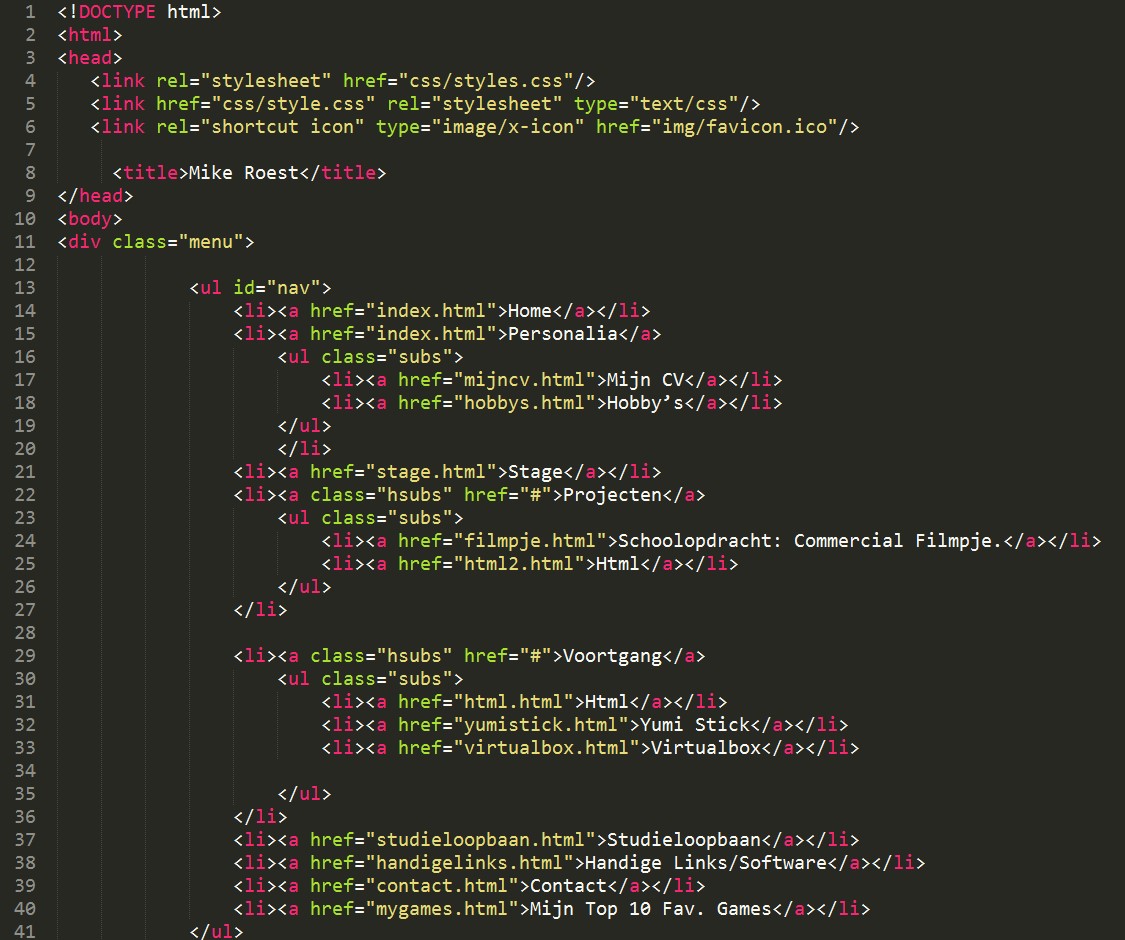 1 <!DOCTYPE html>
2 <html>
3 <head>
4 <link rel="stylesheet" href="css/styles.css"/>
5 <link href="css/style.css" rel="stylesheet" type="text/css"/>
6 <link rel="shortcut icon" type="image/x-icon" href="img/favicon.ico"/>
7
8 <title>Mike Roest</title>
9 </head>
10 <body>
11 <div class="menu">
12
13 <ul id="nav">
14 <li><a href="index.html">Home</a></li>
15 <li><a href="index.html">Personalia</a>
16 <ul class="subs">
17 <li><a href="mijncv.html">Mijn CV</a></li>
18 <li><a href="hobbys.html">Hobby’s</a></li>
19 </ul>
20 </li>
21 <li><a href="stage.html">Stage</a></li>
22 <li><a class="hsubs" href="#">Projecten</a>
23 <ul class="subs">
24 <li><a href="filmpje.html">Schoolopdracht: Commercial Filmpje.</a></li>
25 <li><a href="html2.html">Html</a></li>
26 </ul>
27 </li>
28
29 <li><a class="hsubs" href="#">Voortgang</a>
30 <ul class="subs">
31 <li><a href="html.html">Html</a></li>
32 <li><a href="yumistick.html">Yumi Stick</a></li>
33 <li><a href="virtualbox.html">Virtualbox</a></li>
34
35 </ul>
36 </li>
37 <li><a href="studieloopbaan.html">Studieloopbaan</a></li>
38 <li><a href="handigelinks.html">Handige Links/Software</a></li>
39 <li><a href="contact.html">Contact</a></li>
40 <li><a href="mygames.html">Mijn Top 10 Fav. Games</a></li>
41 </ul>